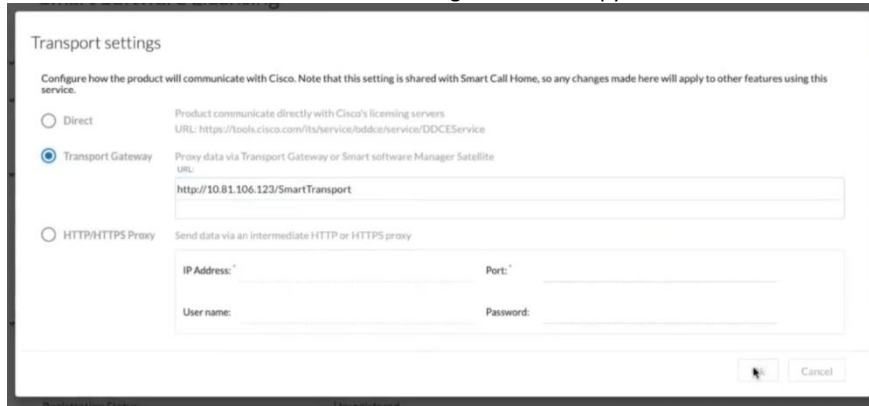 Transport settings
Configure how the product will communicate with Cisco. Note that this setting is shared with Smart Call Home, so any changes made here will apply to other features using this
service.
Direct
Product communicate directly with Cisco's licensing servers
URL: https://tools.cisco.com/its/service/oddce/service/DDCEService
Transport Gateway
Proxy data via Transport Gateway or Smart software Manager Satellite
URL:
http://10.81.106.123/SmartTransport
HTTP/HTTPS Proxy
Send data via an intermediate HTTP or HTTPS proxy
IP Address: * Port: *
User name: Password:
Cancel